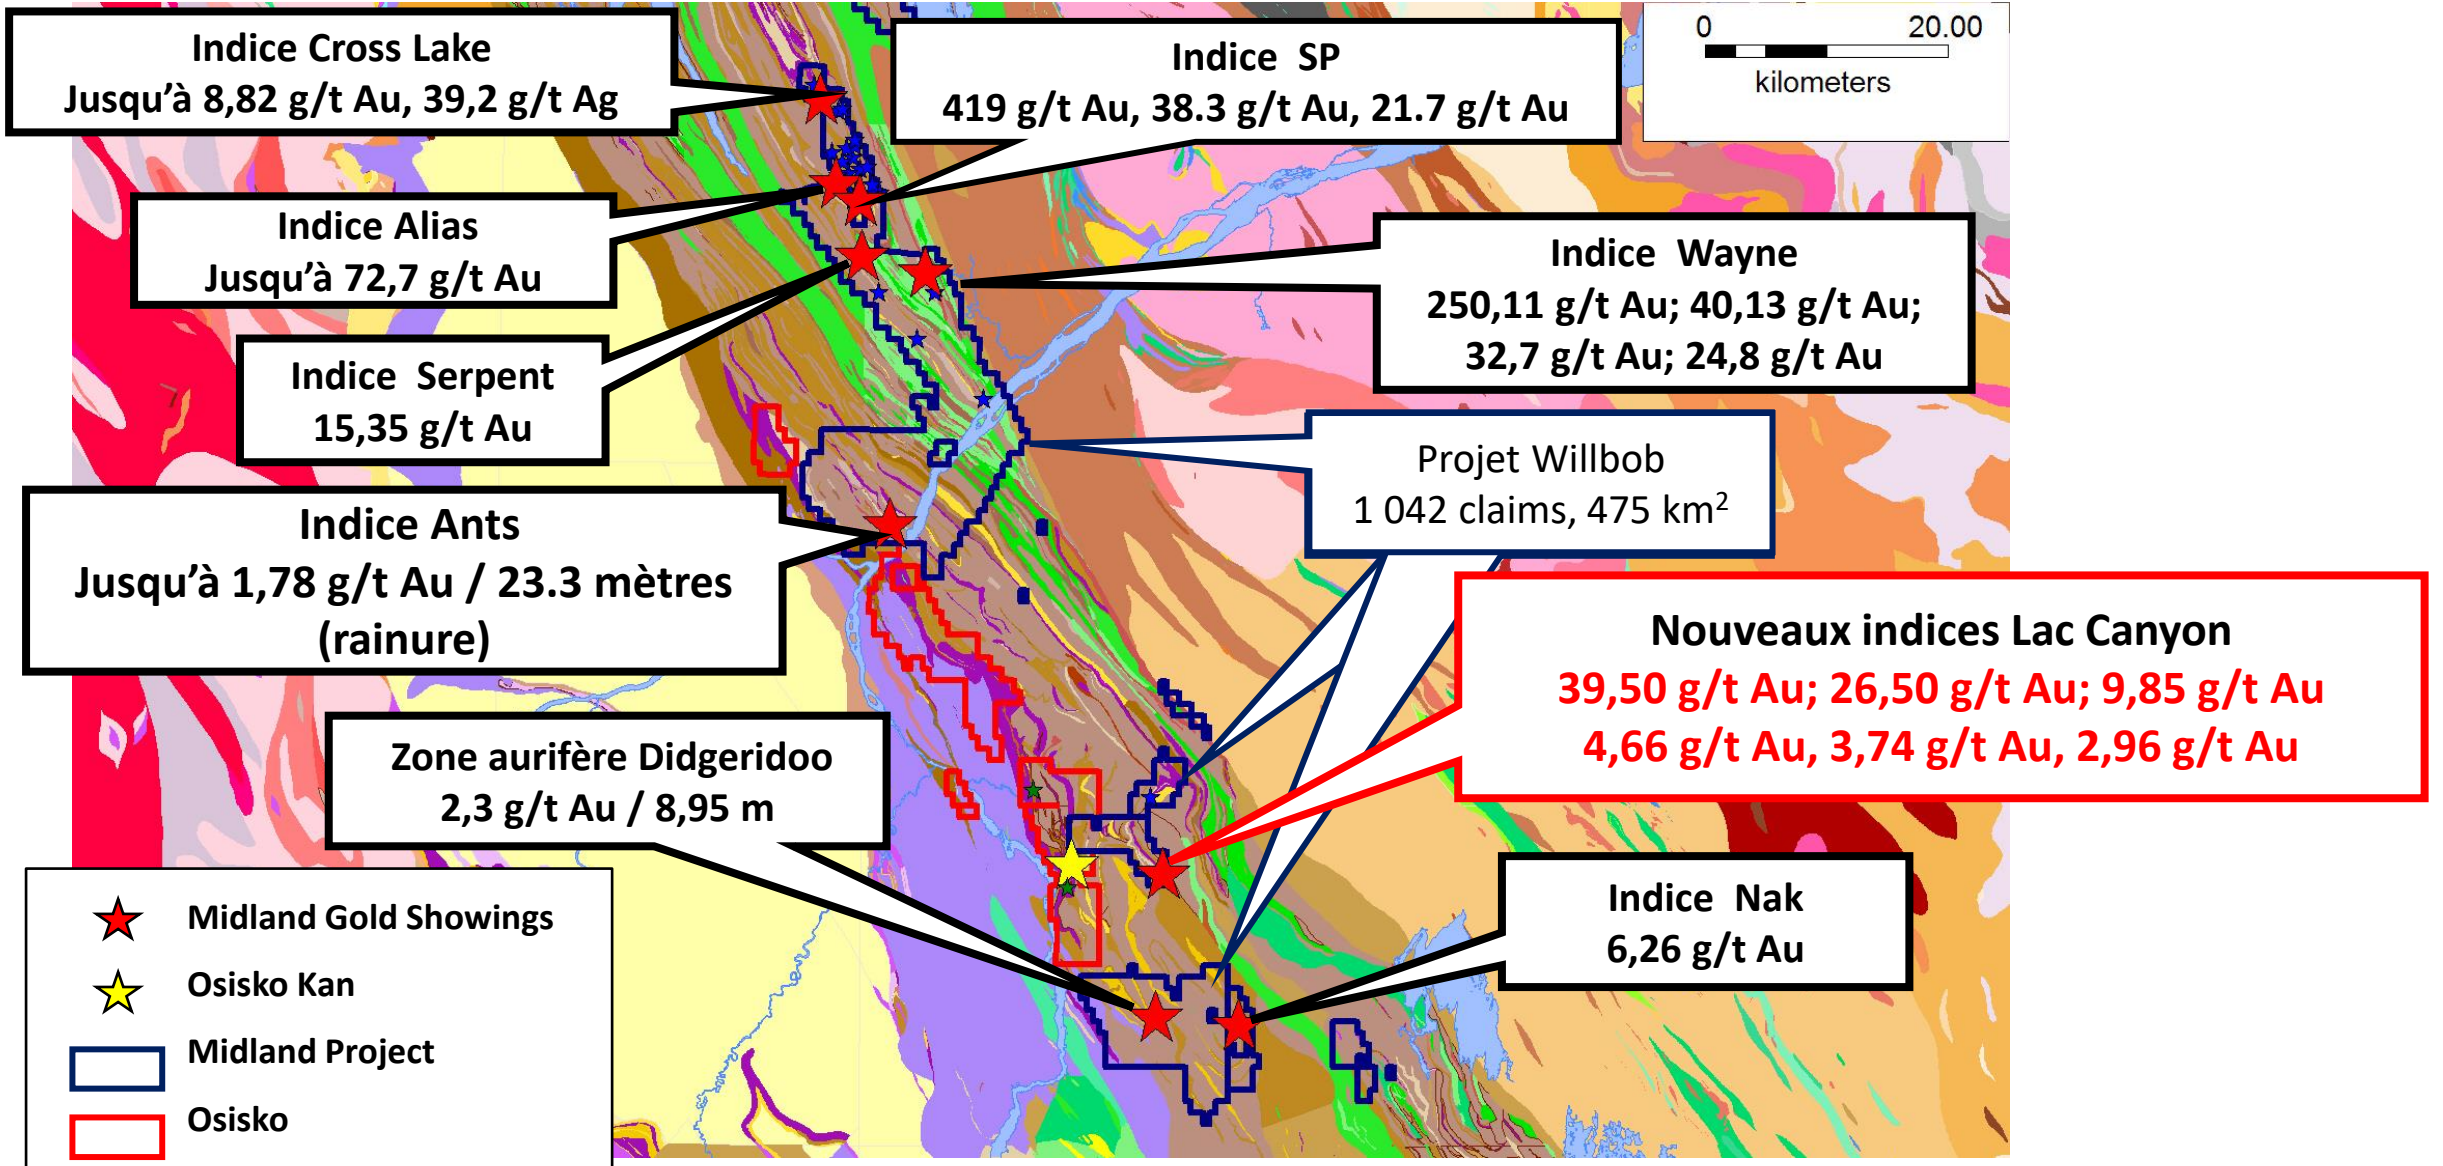 Indice Cross Lake
Jusqu'à 8,82 g/t Au, 39,2 g/t Ag
Indice SP
419 g/t Au, 38.3 g/t Au, 21.7 g/t Au
0 20.00
kilometers
Indice Alias
Jusqu'à 72,7 g/t Au
Indice Wayne
250,11 g/t Au; 40,13 g/t Au;
32,7 g/t Au; 24,8 g/t Au
Indice Serpent
15,35 g/t Au
Projet Willbob
1 042 claims, 475 km²
Indice Ants
Jusqu'à 1,78 g/t Au / 23.3 mètres
(rainure)
Nouveaux indices Lac Canyon
39,50 g/t Au; 26,50 g/t Au; 9,85 g/t Au
4,66 g/t Au, 3,74 g/t Au, 2,96 g/t Au
Zone aurifère Didgeridoo
2,3 g/t Au / 8,95 m
Indice Nak
6,26 g/t Au
Midland Gold Showings
Osisko Kan
Midland Project
Osisko